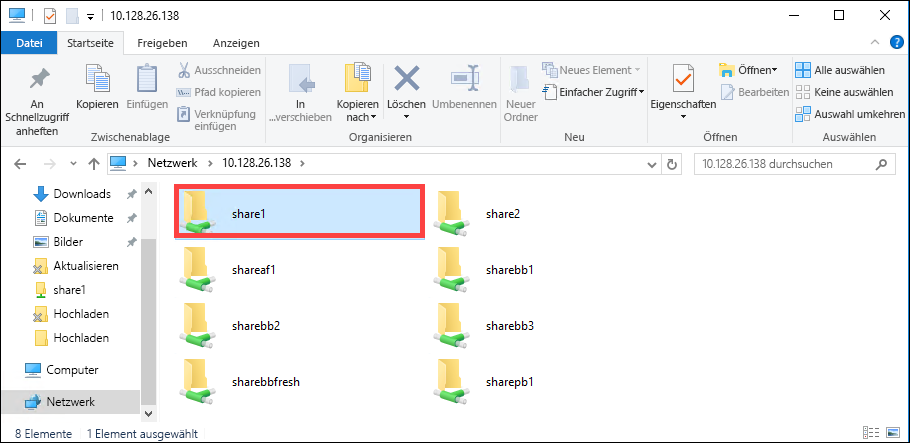 10.128.26.138
Datei Startseite Freigeben Anzeigen
An Schnellzugriff anheften
Kopieren
Einfügen
Ausschneiden
Pfad kopieren
Verknüpfung einfügen
Zwischenablage
In ...verschieben
Kopieren nach
Löschen
Umbenennen
Organisieren
Neuer Ordner
Neues Element
Einfacher Zugriff
Neu
Eigenschaften
Öffnen
Bearbeiten
Öffnen
Alle auswählen
Keine auswählen
Auswahl umkehren
Auswählen
Netzwerk 10.128.26.138
10.128.26.138 durchsuchen
Downloads
Dokumente
Bilder
Aktualisieren
share1
Hochladen
Hochladen
Computer
Netzwerk
share1 share2
shareaf1 sharebb1
sharebb2 sharebb3
sharebbfresh sharepb1
8 Elemente 1 Element ausgewählt